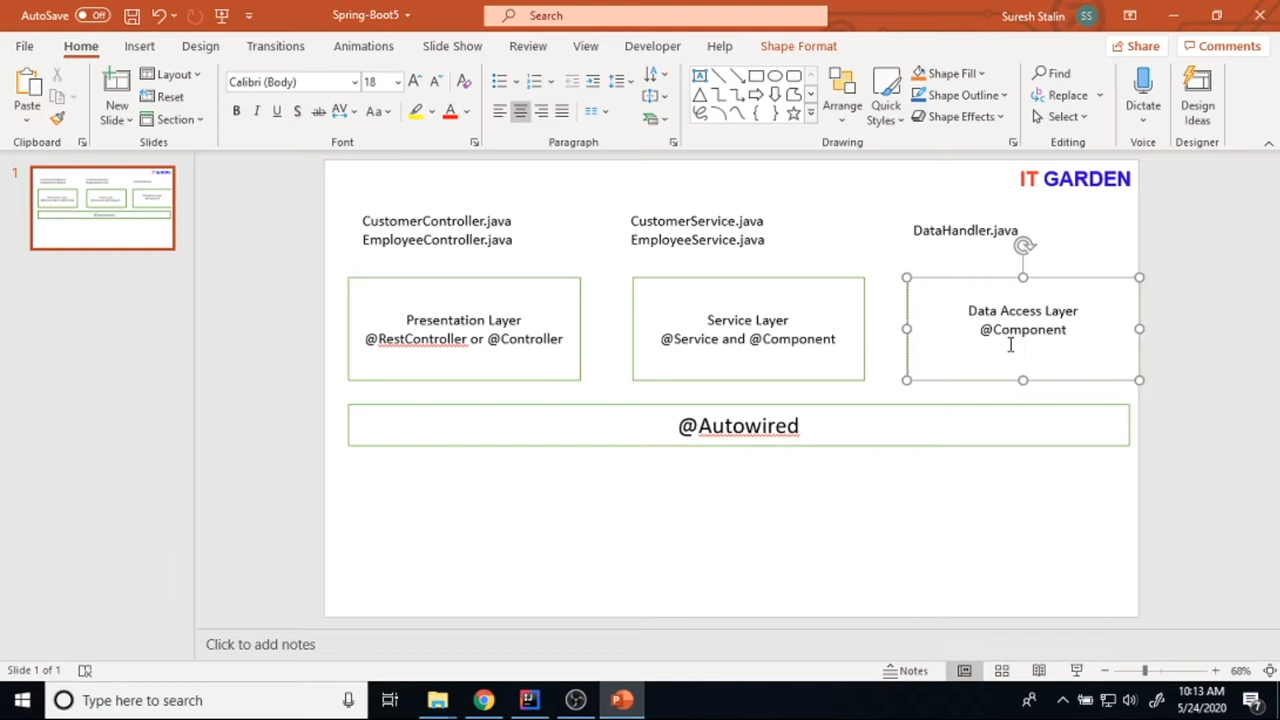 AutoSave Off
Spring-Boot5
Search
Suresh Stalin SS
File Home Insert Design Transitions Animations Slide Show Review View Developer Help Shape Format Share Comments
Paste
New Slide
Layout
Reset
Section
Calibri (Body) 18
Arrange
Quick Styles
Shape Fill
Shape Outline
Shape Effects
Find
Replace
Select
Dictate
Design Ideas
Clipboard Slides Font Paragraph Drawing Editing Voice Designer
1
IT GARDEN
CustomerController.java
EmployeeController.java
CustomerService.java
EmployeeService.java
DataHandler.java
Presentation Layer
@RestController or @Controller
Service Layer
@Service and @Component
Data Access Layer
@Component
@Autowired
Click to add notes
Slide 1 of 1
Notes
68%
Type here to search
10:13 AM
5/24/2020
7